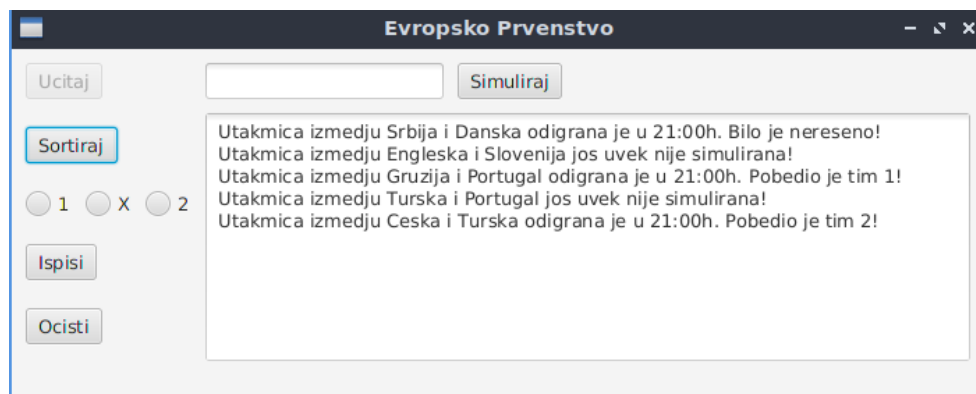 Evropsko Prvenstvo
Ucitaj
Simuliraj
Sortiraj
1 X 2
Ispisi
Ocisti
Utakmica izmedju Srbija i Danska odigrana je u 21:00h. Bilo je nereseno!
Utakmica izmedju Engleska i Slovenija jos uvek nije simulirana!
Utakmica izmedju Gruzija i Portugal odigrana je u 21:00h. Pobedio je tim 1!
Utakmica izmedju Turska i Portugal jos uvek nije simulirana!
Utakmica izmedju Ceska i Turska odigrana je u 21:00h. Pobedio je tim 2!